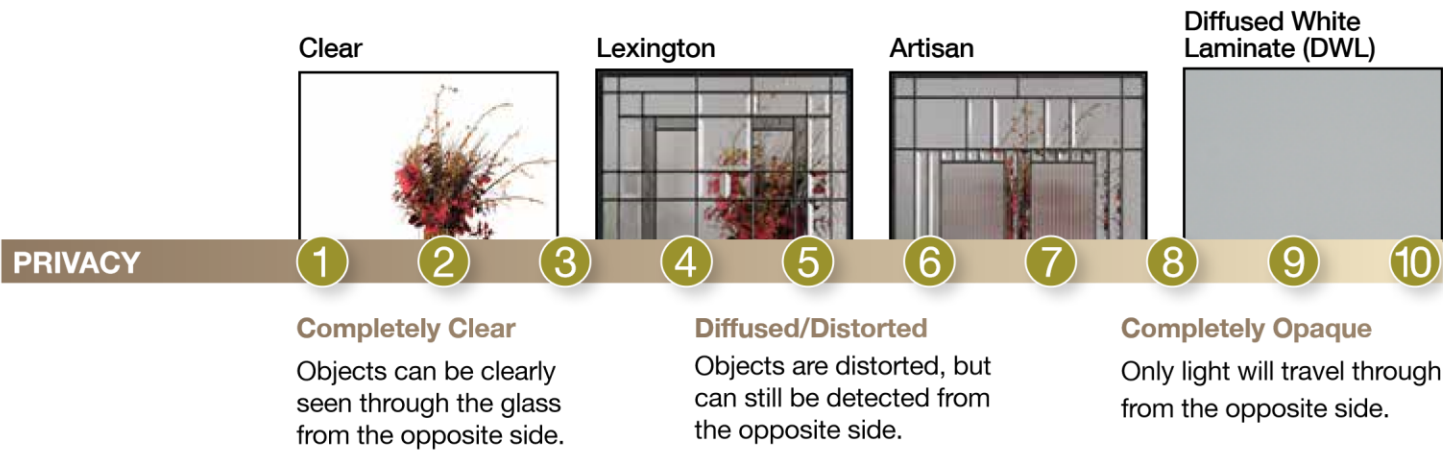 Clear
Lexington
Artisan
Diffused White
Laminate (DWL)
PRIVACY 1 2 3 4 5 6 7 8 9 10
Completely Clear
Objects can be clearly
seen through the glass
from the opposite side.
Diffused/Distorted
Objects are distorted, but
can still be detected from
the opposite side.
Completely Opaque
Only light will travel through
from the opposite side.